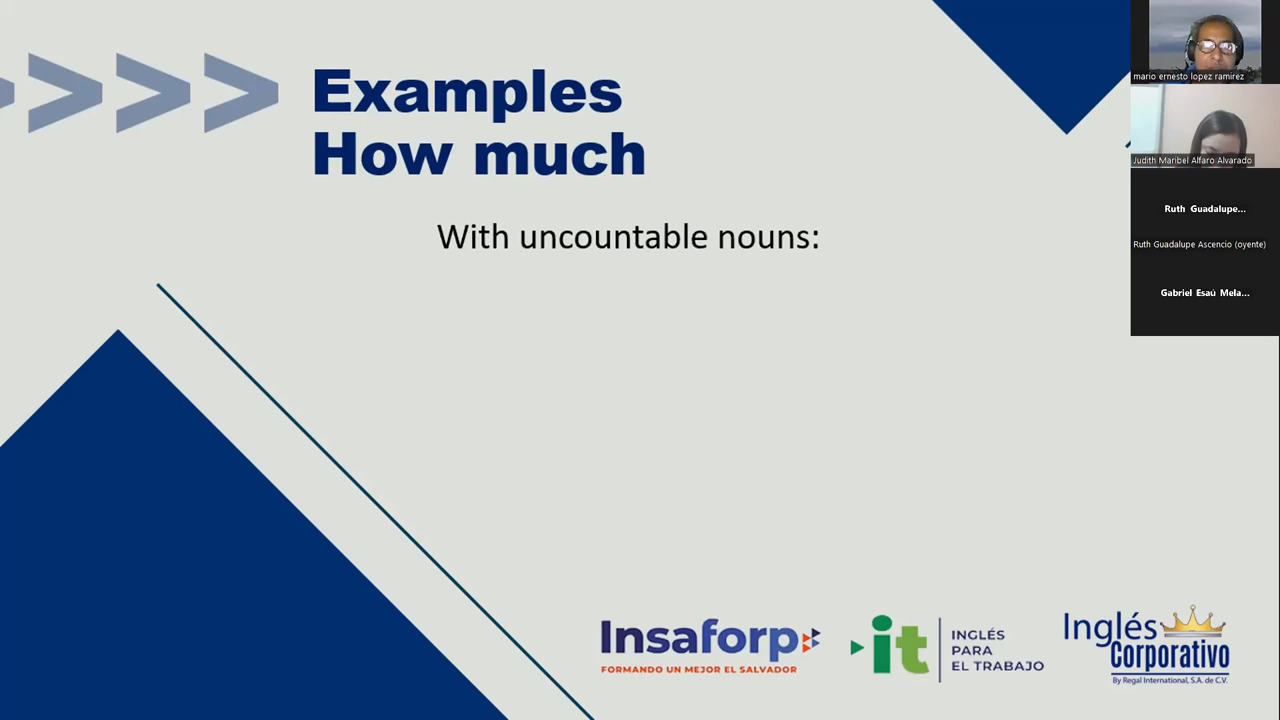 Examples
How much
With uncountable nouns:
mario ernesto lopez ramirez
Judith Maribel Alfaro Alvarado
Ruth Guadalupe...
Ruth Guadalupe Ascencio (oyente)
Gabriel Esaú Mela...
Insaforp
FORMANDO UN MEJOR EL SALVADOR
it
INGLÉS
PARA
EL TRABAJO
Inglés
Corporativo
By Regal International, S.A. de C.V.